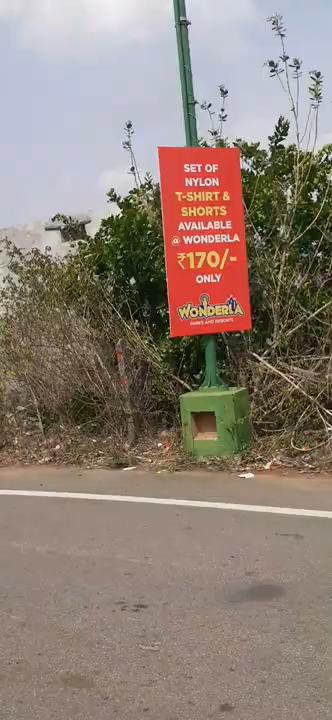 SET OF
NYLON
T-SHIRT &
SHORTS
AVAILABLE
@ WONDERLA
₹170/-
ONLY
WONDERLA
PARKS AND RESORTS